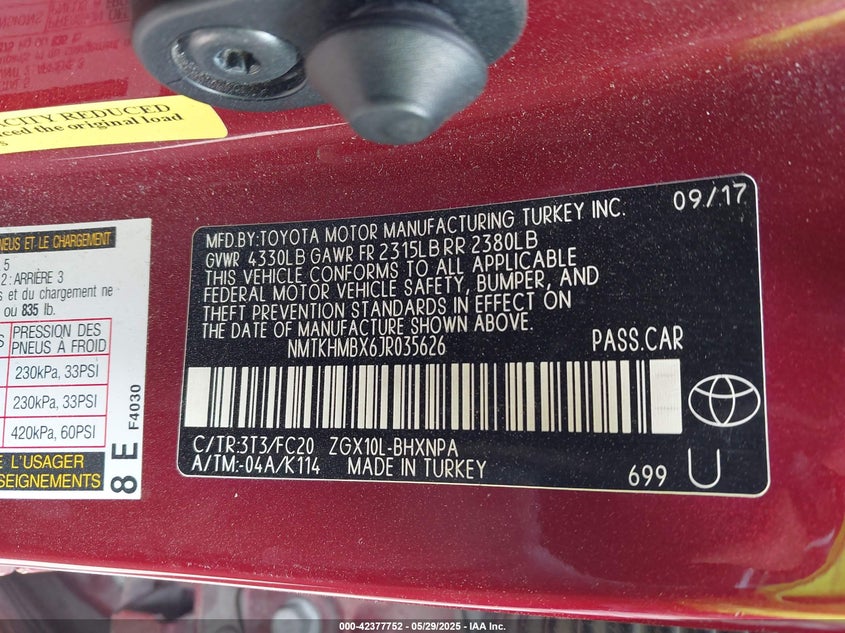 ACITY REDUCED
ced the original load
s
NEUS ET LE CHARGEMENT
5
2 : ARRIÈRE 3
s et du chargement ne
ou 835 lb.
PRESSION DES
PNEUS À FROID
230kPa, 33PSI
230kPa, 33PSI
420kPa, 60PSI
E L'USAGER
SEIGNEMENTS
8 E F4030
09/17
MFD.BY:TOYOTA MOTOR MANUFACTURING TURKEY INC.
GVWR 4330LB GAWR FR 2315LB RR 2380LB
THIS VEHICLE CONFORMS TO ALL APPLICABLE
FEDERAL MOTOR VEHICLE SAFETY, BUMPER, AND
THEFT PREVENTION STANDARDS IN EFFECT ON
THE DATE OF MANUFACTURE SHOWN ABOVE.
NMTKHMBX6JR035626 PASS.CAR
C/TR:3T3/FC20 ZGX10L-BHXNPA
A/TM:-04A/K114 MADE IN TURKEY
699 U
000-42377752 - 05/29/2025 - IAA Inc.